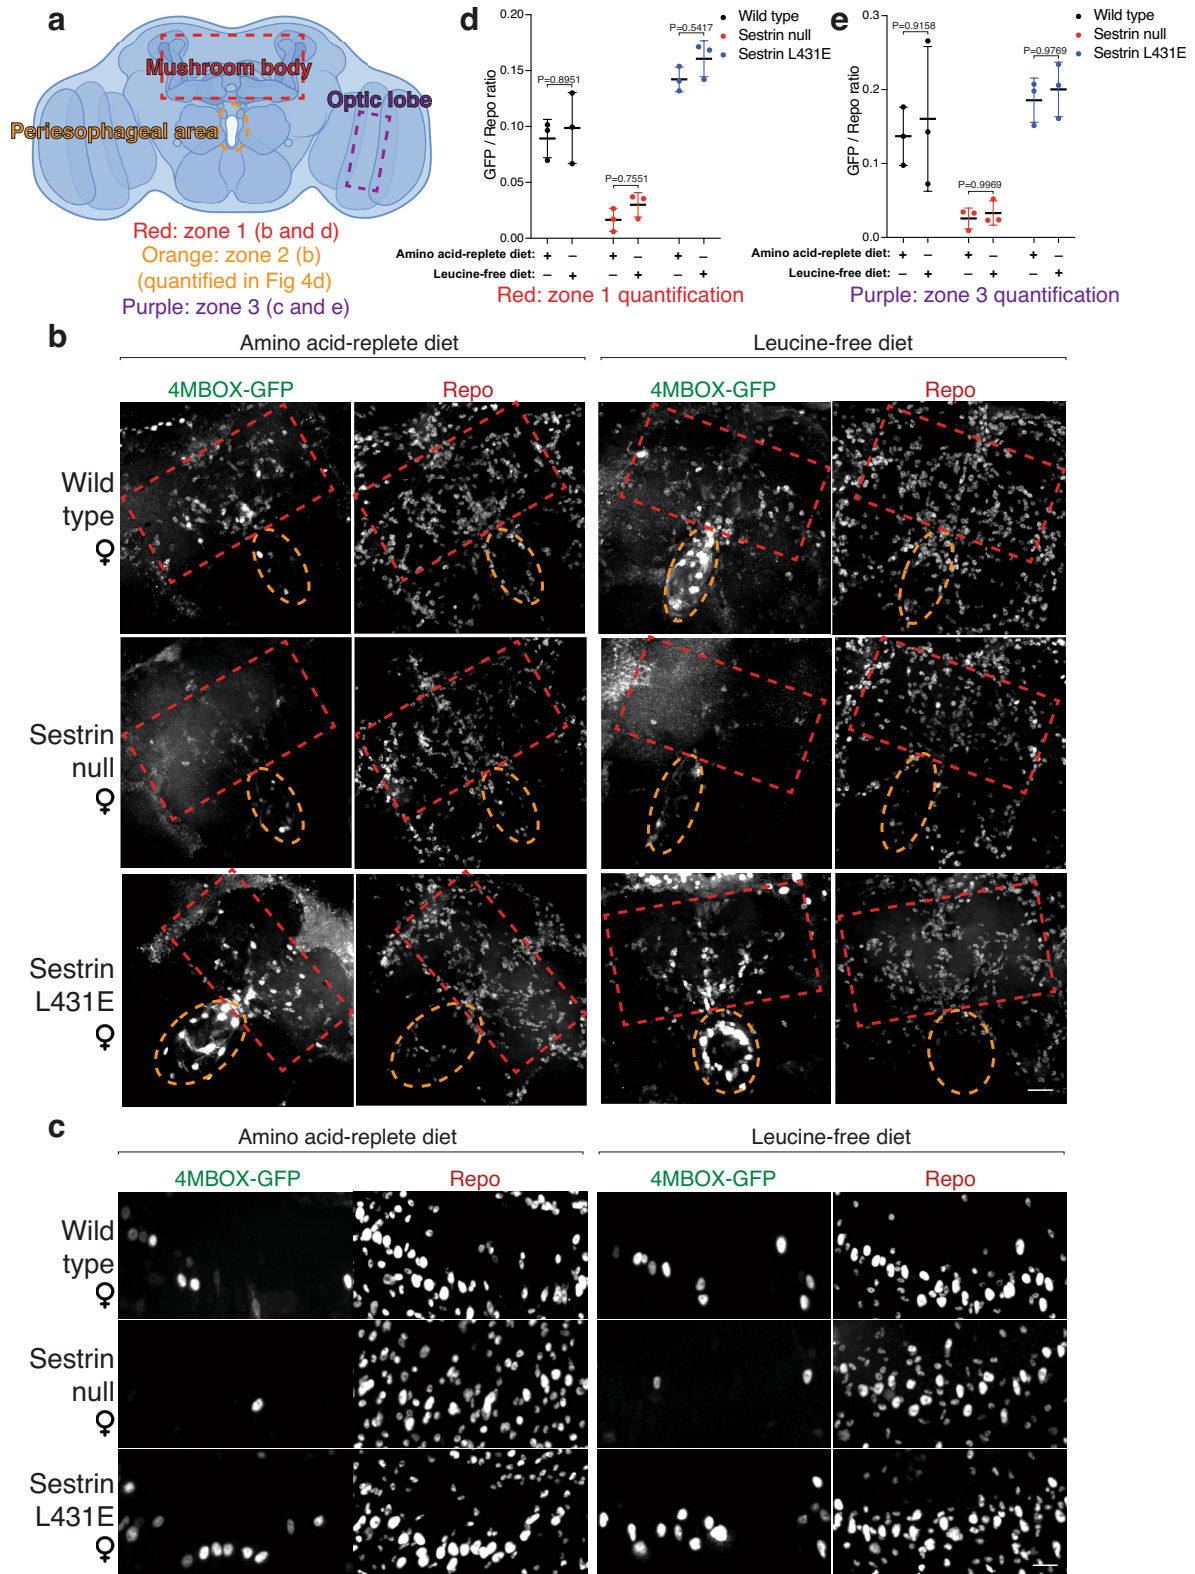 a
Mushroom body
Optic lobe
Periesophageal area
Red: zone 1 (b and d)
Orange: zone 2 (b)
(quantified in Fig 4d)
Purple: zone 3 (c and e)
d
GFP / Repo ratio
0.20
0.15
0.10
0.05
0.00
P=0.8951
P=0.7551
P=0.5417
Wild type
Sestrin null
Sestrin L431E
Amino acid-replete diet: + – + – + –
Leucine-free diet: – + – + – +
Red: zone 1 quantification
e
GFP / Repo ratio
0.3
0.2
0.1
0.0
P=0.9158
P=0.9969
P=0.9769
Wild type
Sestrin null
Sestrin L431E
Amino acid-replete diet: + – + – + –
Leucine-free diet: – + – + – +
Purple: zone 3 quantification
b
Amino acid-replete diet
Leucine-free diet
4MBOX-GFP
Repo
4MBOX-GFP
Repo
Wild
type
♀
Sestrin
null
♀
Sestrin
L431E
♀
c
Amino acid-replete diet
Leucine-free diet
4MBOX-GFP
Repo
4MBOX-GFP
Repo
Wild
type
♀
Sestrin
null
♀
Sestrin
L431E
♀